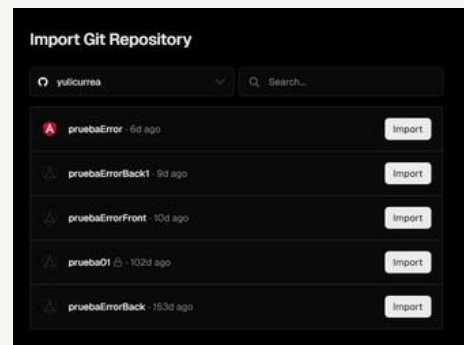 Import Git Repository
yulicurrea
Search...
pruebaError · 6d ago
Import
pruebaErrorBack1 · 9d ago
Import
pruebaErrorFront · 10d ago
Import
prueba01 · 102d ago
Import
pruebaErrorBack · 153d ago
Import